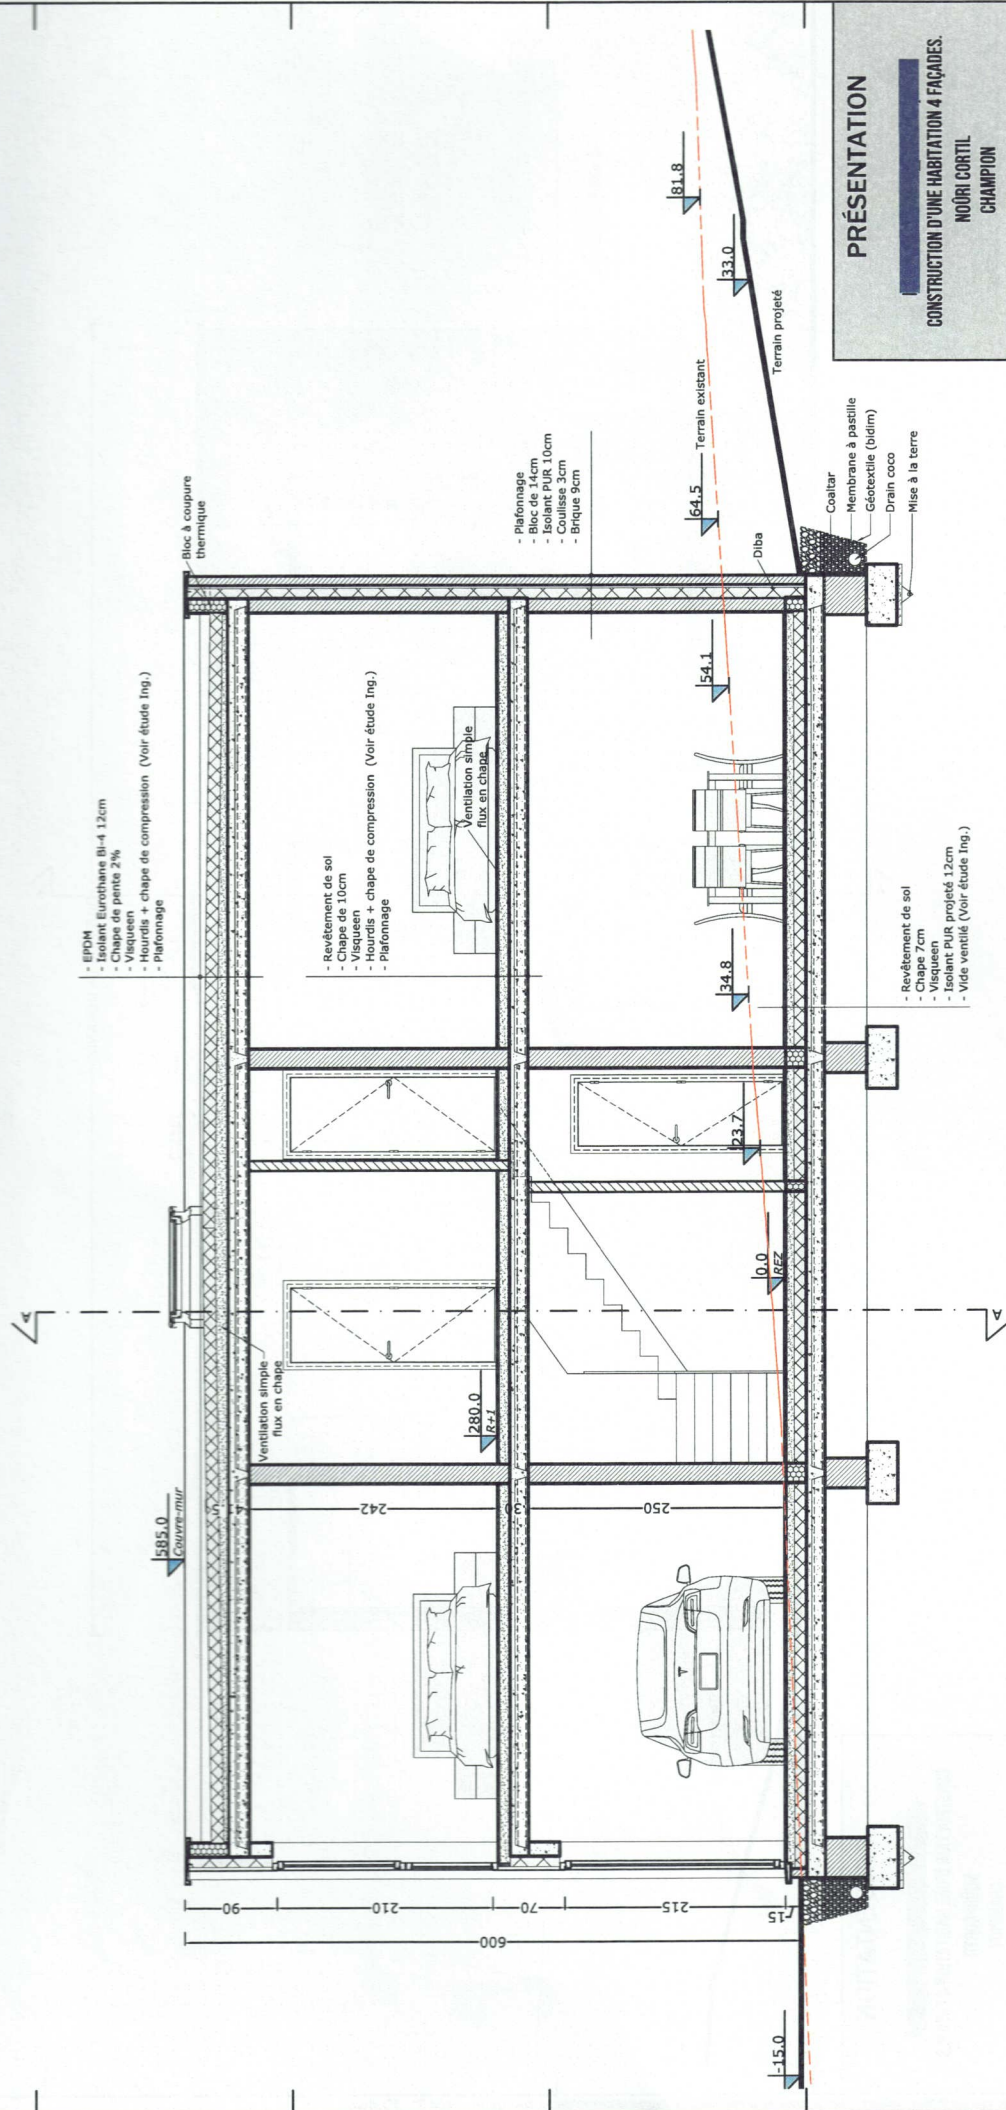 PRÉSENTATION
CONSTRUCTION D'UNE HABITATION 4 FAÇADES.
NOÛRI CORTIL
CHAMPION
- EPDM
- Isolant Eurothane Bi-4 12cm
- Chape de pente 2%
- Visqueen
- Hourdis + chape de compression (Voir étude Ing.)
- Plafonnage
Bloc à coupure
thermique
585.0
Couvre-mur
A
Ventilation simple
flux en chape
- Revêtement de sol
- Chape de 10cm
- Visqueen
- Hourdis + chape de compression (Voir étude Ing.)
- Plafonnage
Ventilation simple
flux en chape
- Plafonnage
- Bloc de 14cm
- Isolant PUR 10cm
- Coulisse 3cm
- Brique 9cm
280.0
R+1
242
30
250
90
210
70
215
15
600
-15.0
0.0
REZ
23.7
34.8
54.1
64.5
81.8
33.0
Terrain existant
Terrain projeté
Diba
Coaltar
Membrane à pastille
Géotextile (bidim)
Drain coco
Mise à la terre
- Revêtement de sol
- Chape 7cm
- Visqueen
- Isolant PUR projeté 12cm
- Vide ventilé (Voir étude Ing.)
A